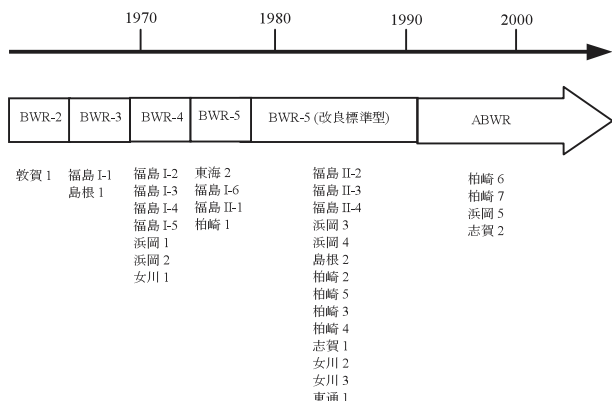 1970 1980 1990 2000
BWR-2 BWR-3 BWR-4 BWR-5 BWR-5 (改良標準型) ABWR
敦賀 1
福島 I-1
島根 1
福島 I-2
福島 I-3
福島 I-4
福島 I-5
浜岡 1
浜岡 2
女川 1
東海 2
福島 I-6
福島 II-1
柏崎 1
福島 II-2
福島 II-3
福島 II-4
浜岡 3
浜岡 4
島根 2
柏崎 2
柏崎 5
柏崎 3
柏崎 4
志賀 1
女川 2
女川 3
東通 1
柏崎 6
柏崎 7
浜岡 5
志賀 2